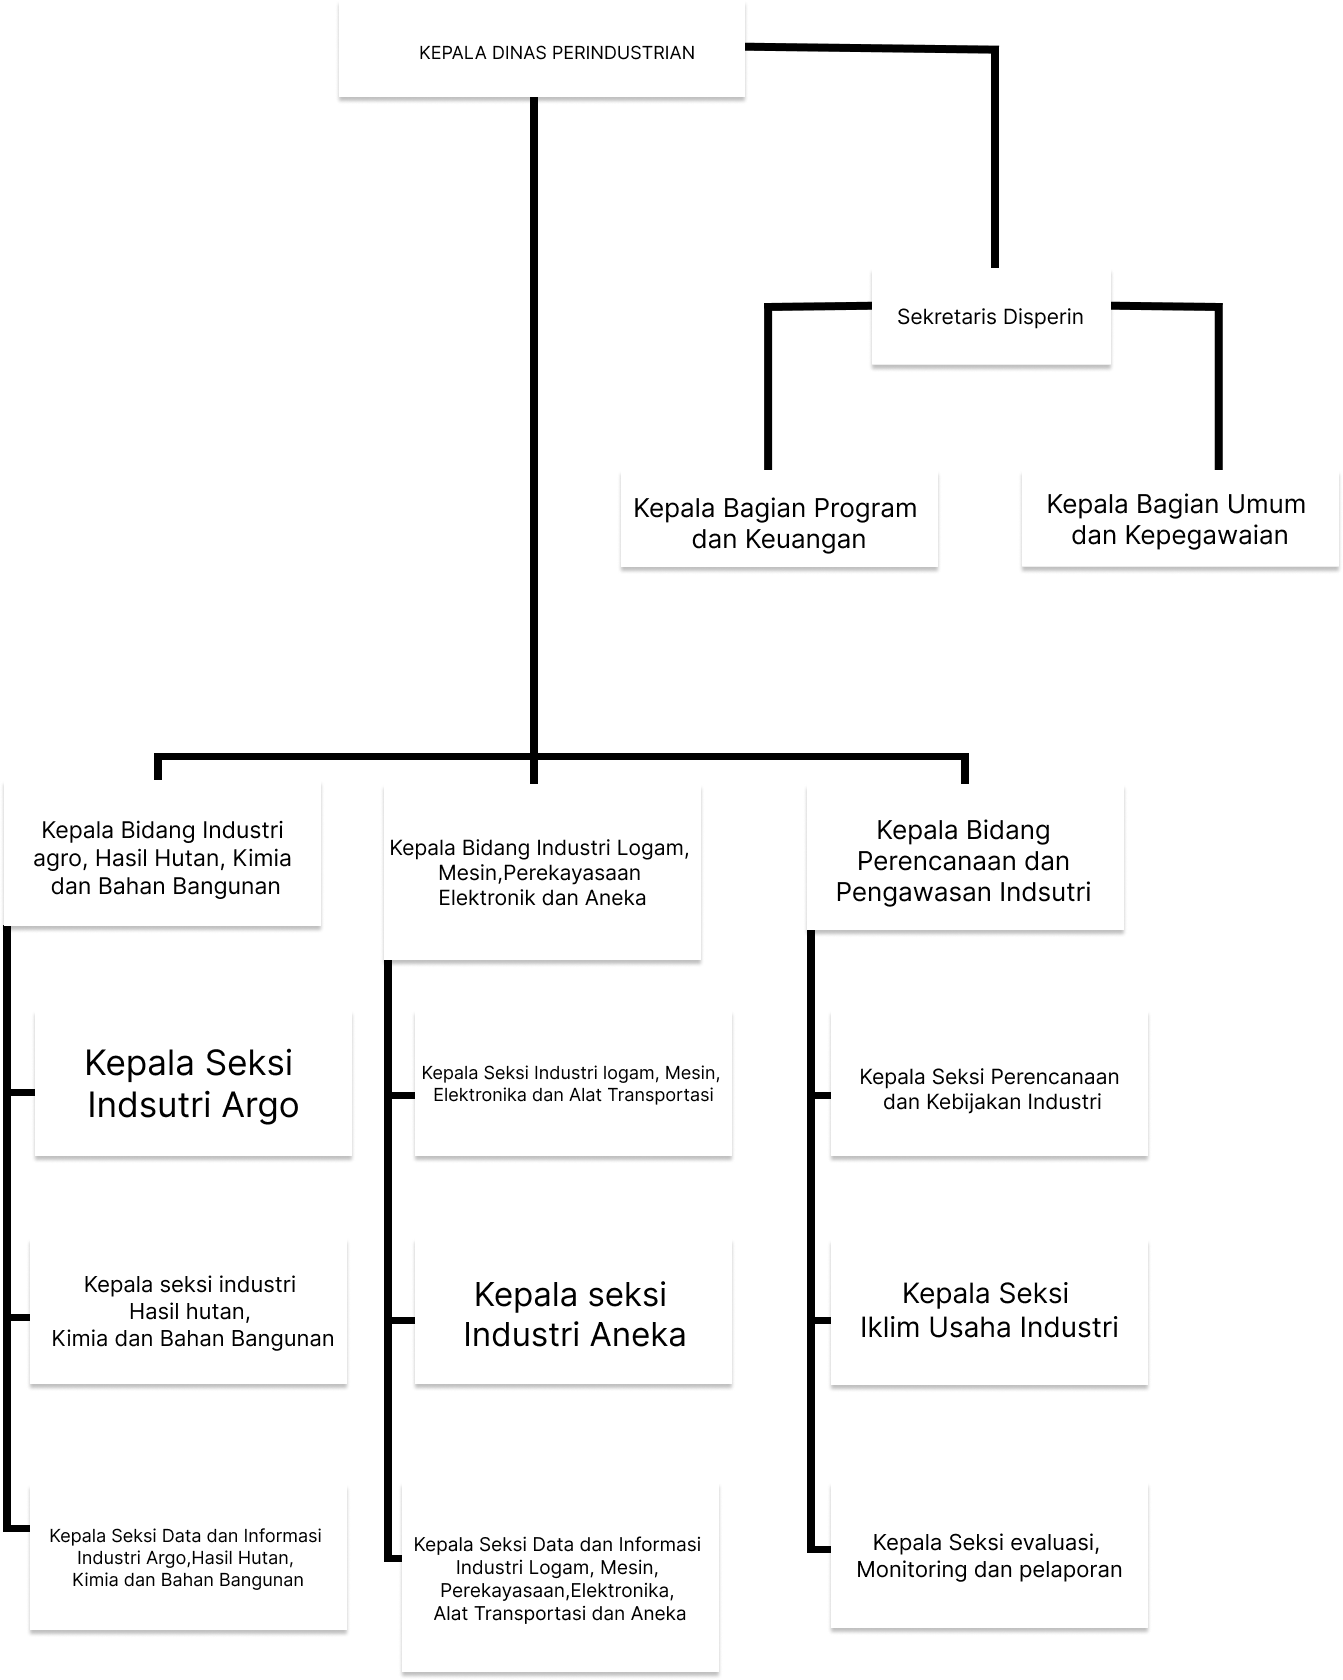 KEPALA DINAS PERINDUSTRIAN
Sekretaris Disperin
Kepala Bagian Program
dan Keuangan
Kepala Bagian Umum
dan Kepegawaian
Kepala Bidang Industri
agro, Hasil Hutan, Kimia
dan Bahan Bangunan
Kepala Bidang Industri Logam,
Mesin,Perekayasaan
Elektronik dan Aneka
Kepala Bidang
Perencanaan dan
Pengawasan Indsutri
Kepala Seksi
Indsutri Argo
Kepala Seksi Industri logam, Mesin,
Elektronika dan Alat Transportasi
Kepala Seksi Perencanaan
dan Kebijakan Industri
Kepala seksi industri
Hasil hutan,
Kimia dan Bahan Bangunan
Kepala seksi
Industri Aneka
Kepala Seksi
Iklim Usaha Industri
Kepala Seksi Data dan Informasi
Industri Argo,Hasil Hutan,
Kimia dan Bahan Bangunan
Kepala Seksi Data dan Informasi
Industri Logam, Mesin,
Perekayasaan,Elektronika,
Alat Transportasi dan Aneka
Kepala Seksi evaluasi,
Monitoring dan pelaporan